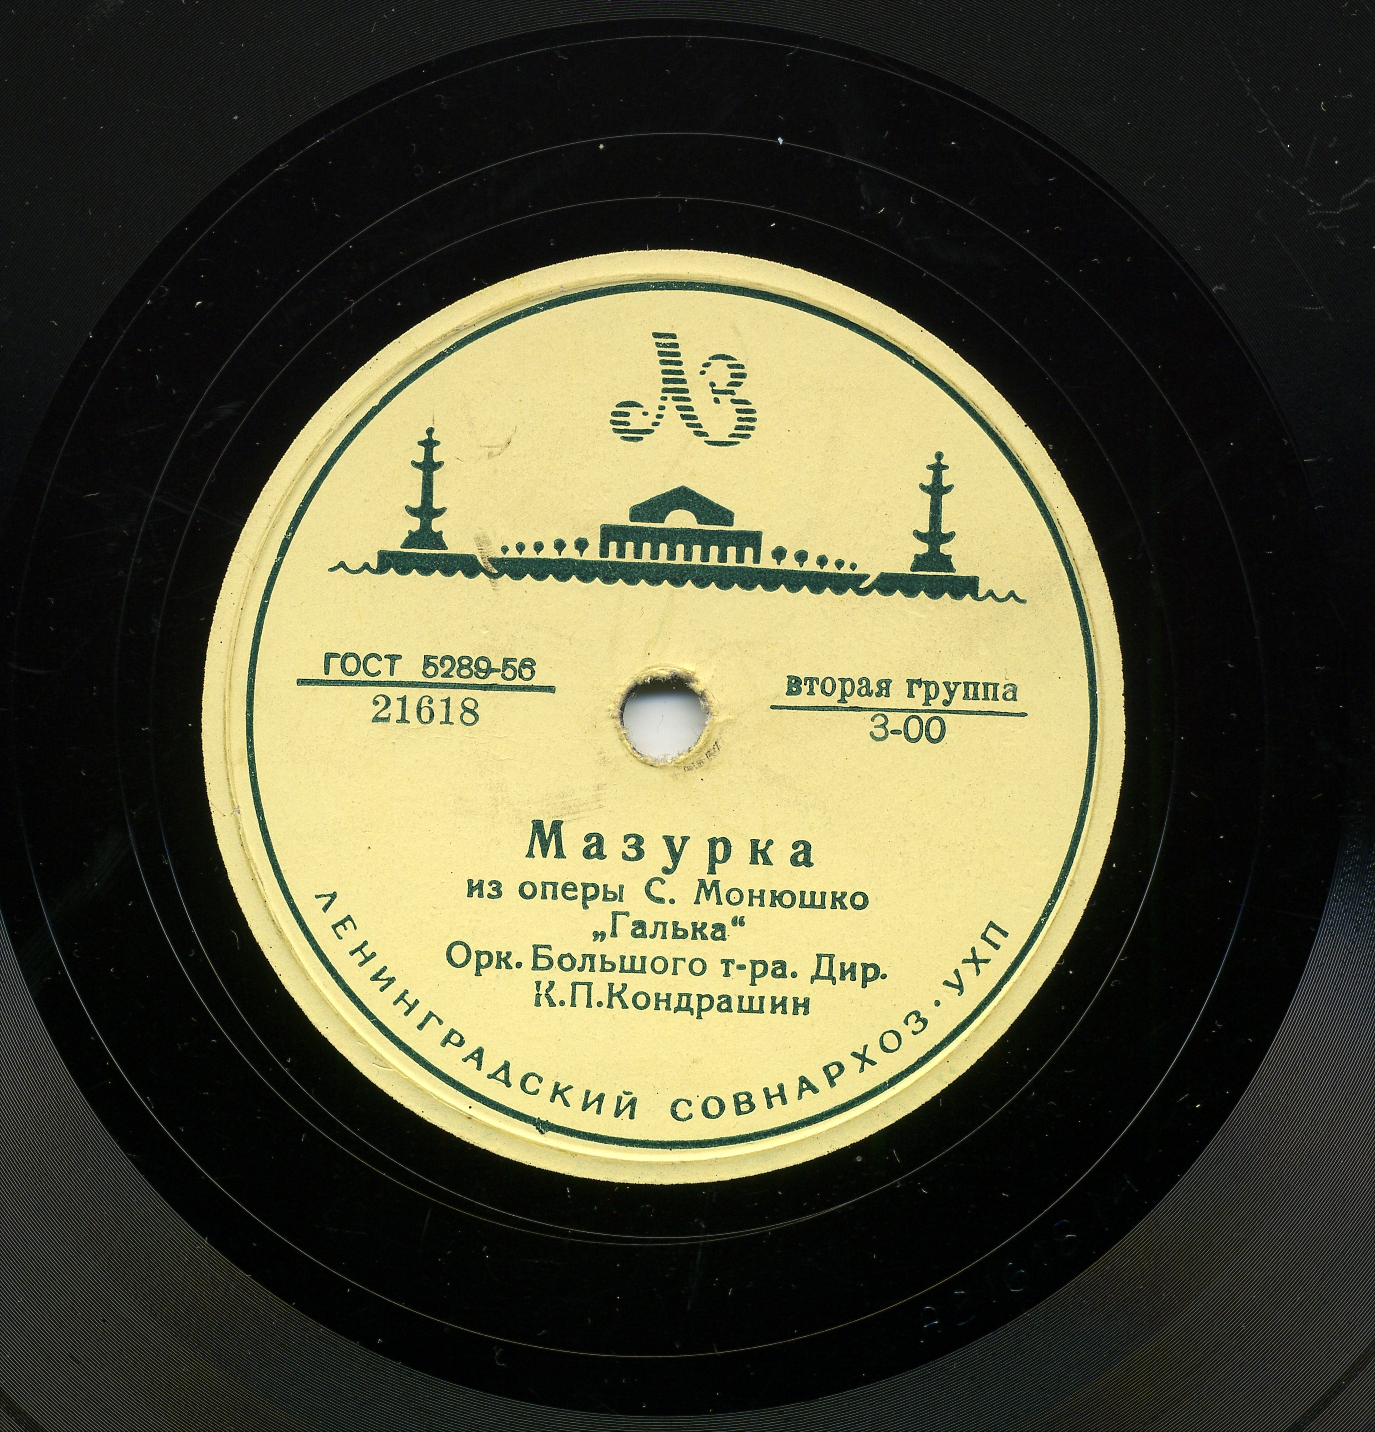 ЛЗ
ГОСТ 5289-56
21618
вторая группа
3-00
Мазурка
из оперы С. Монюшко
„Галька“
Орк. Большого т-ра. Дир.
К.П.Кондрашин
ЛЕНИНГРАДСКИЙ СОВНАРХОЗ·УХП